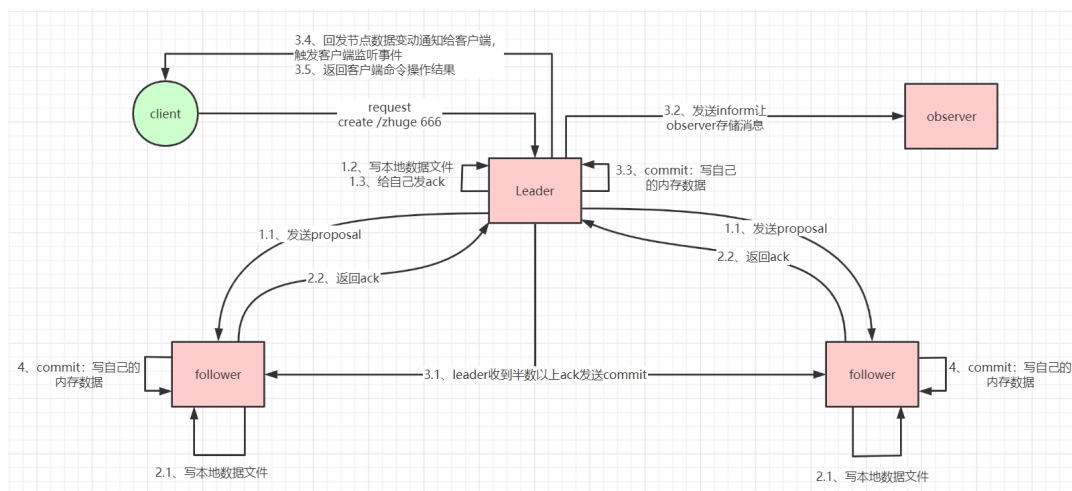 3.4、回发节点数据变动通知给客户端，
触发客户端监听事件
3.5、返回客户端命令操作结果
client
request
create /zhuge 666
3.2、发送inform让
observer存储消息
observer
1.2、写本地数据文件
1.3、给自己发ack
Leader
3.3、commit：写自己
的内存数据
1.1、发送proposal
1.1、发送proposal
2.2、返回ack
2.2、返回ack
4、commit：写自己的
内存数据
follower
3.1、leader收到半数以上ack发送commit
follower
4、commit：写自己的
内存数据
2.1、写本地数据文件
2.1、写本地数据文件